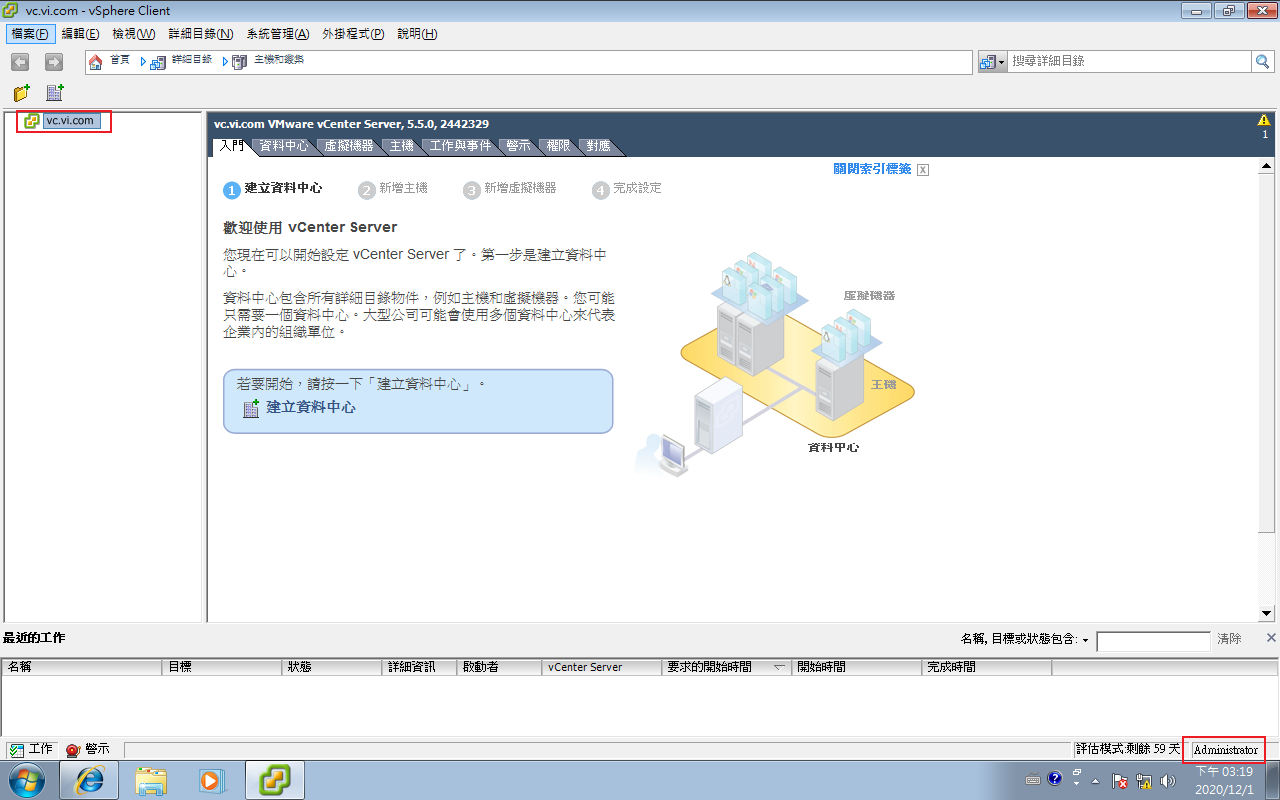 vc.vi.com - vSphere Client
檔案(F) 編輯(E) 檢視(W) 詳細目錄(N) 系統管理(A) 外掛程式(P) 說明(H)
首頁 詳細目錄 主機和叢集 搜尋詳細目錄
vc.vi.com
vc.vi.com VMware vCenter Server, 5.5.0, 2442329
1
入門 資料中心 虛擬機器 主機 工作與事件 警示 權限 對應
關閉索引標籤 X
1 建立資料中心 2 新增主機 3 新增虛擬機器 4 完成設定
歡迎使用 vCenter Server
您現在可以開始設定 vCenter Server 了。第一步是建立資料中
心。
資料中心包含所有詳細目錄物件，例如主機和虛擬機器。您可能
只需要一個資料中心。大型公司可能會使用多個資料中心來代表
企業內的組織單位。
若要開始，請按一下「建立資料中心」。
建立資料中心
虛擬機器
主機
資料中心
最近的工作 名稱, 目標或狀態包含: 清除
名稱 目標 狀態 詳細資訊 啟動者 vCenter Server 要求的開始時間 開始時間 完成時間
工作 警示 評估模式:剩餘 59 天 Administrator
下午 03:19
2020/12/1